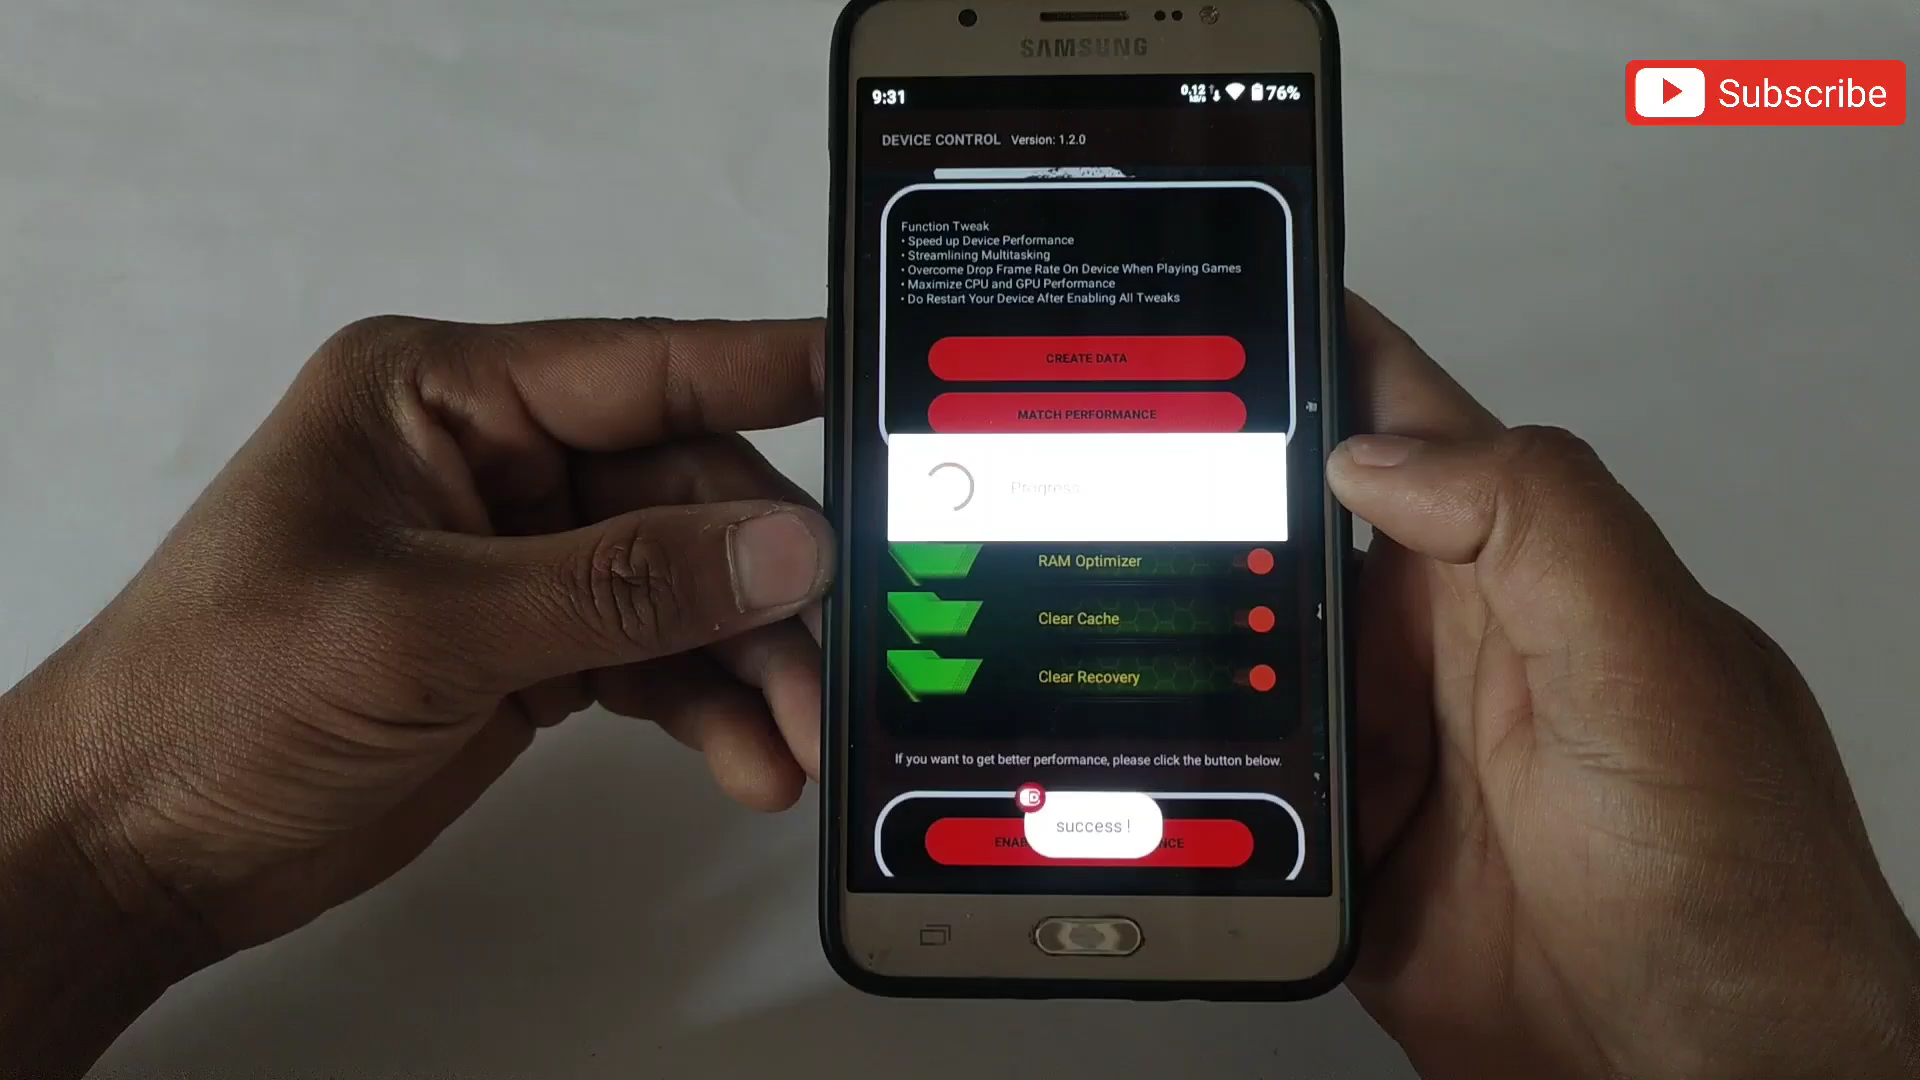 SAMSUNG
Subscribe
9:31
0.12
kB/s
76%
DEVICE CONTROL Version: 1.2.0
Function Tweak
• Speed up Device Performance
• Streamlining Multitasking
• Overcome Drop Frame Rate On Device When Playing Games
• Maximize CPU and GPU Performance
• Do Restart Your Device After Enabling All Tweaks
CREATE DATA
MATCH PERFORMANCE
Progress
RAM Optimizer
Clear Cache
Clear Recovery
If you want to get better performance, please click the button below.
success !